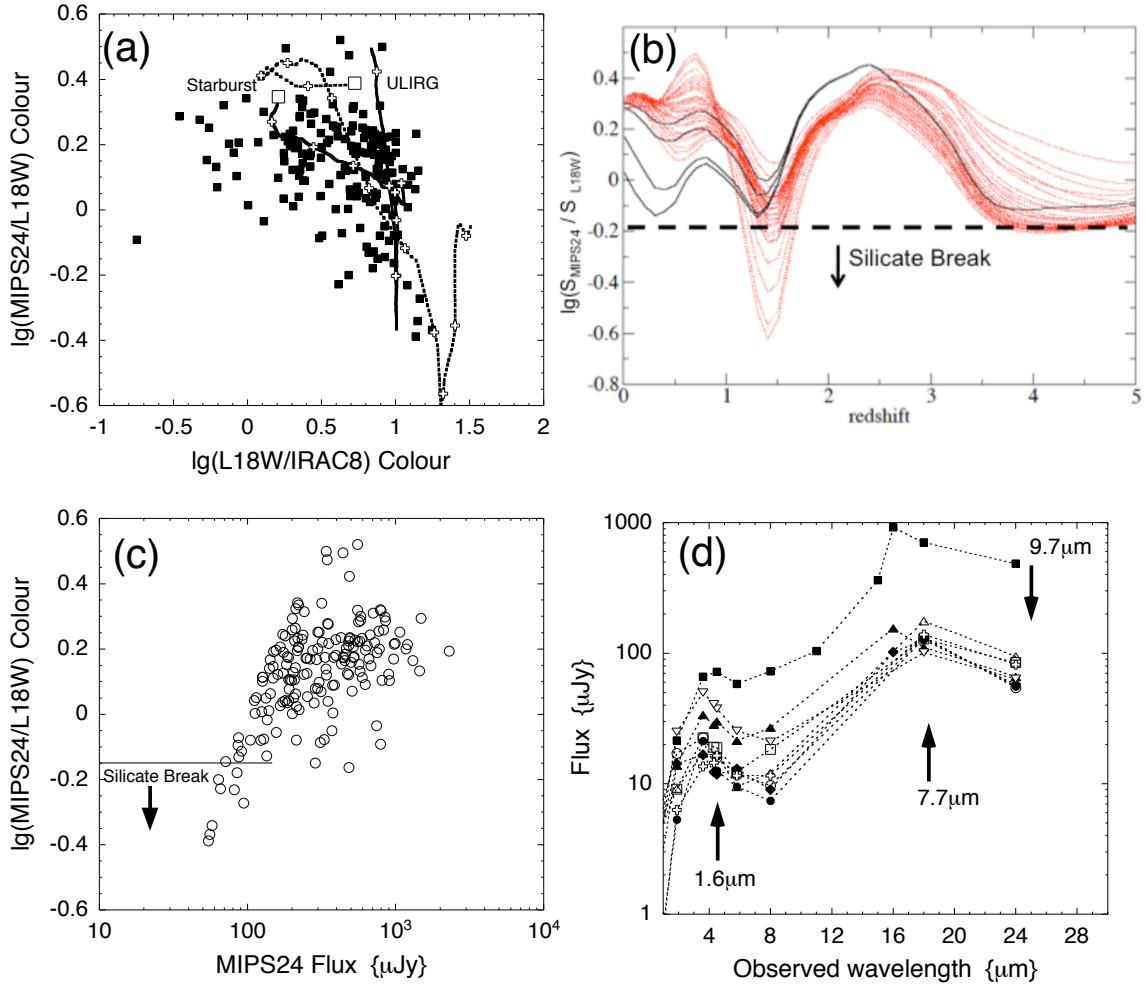 (a)
0.6
0.4
0.2
0
-0.2
-0.4
-0.6
lg(MIPS24/L18W) Colour
Starburst
ULIRG
-1
-0.5
0
0.5
1
1.5
2
lg(L18W/IRAC8) Colour
(b)
0.4
0.2
0
-0.2
-0.4
-0.6
-0.8
lg(S MIPS24 / S L18W)
Silicate Break
0
1
2
3
4
5
redshift
(c)
0.6
0.4
0.2
0
-0.2
-0.4
-0.6
lg(MIPS24/L18W) Colour
Silicate Break
10
100
10³
10⁴
MIPS24 Flux {μJy}
(d)
1000
100
10
1
Flux {μJy}
9.7μm
7.7μm
1.6μm
4
8
12
16
20
24
28
Observed wavelength {μm}